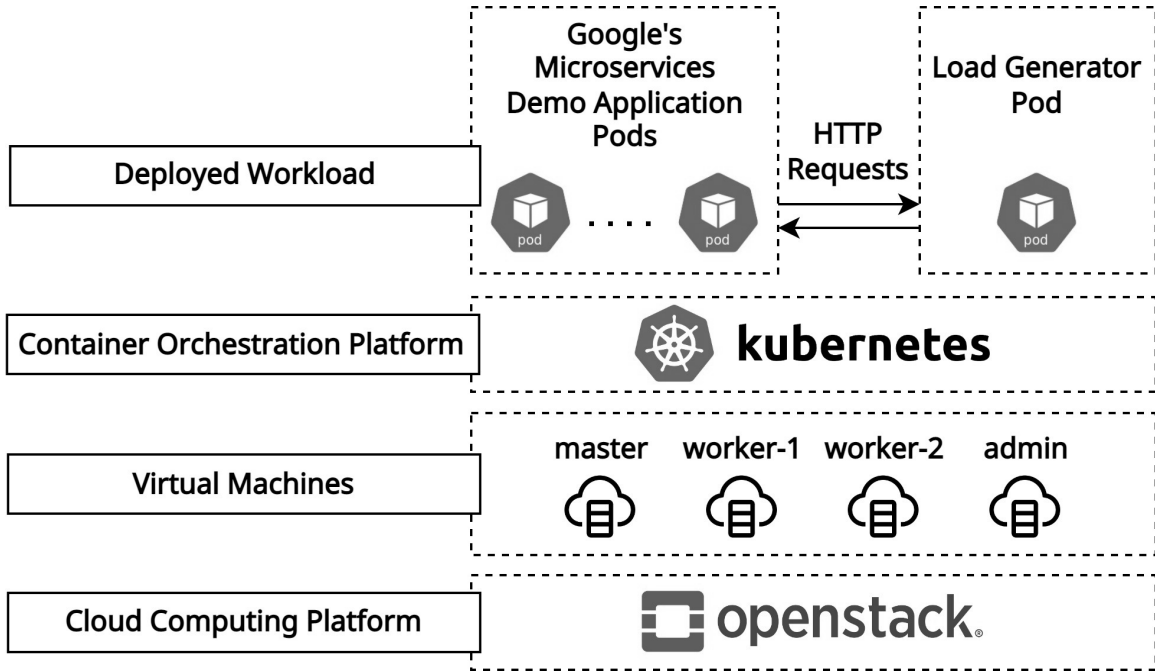 Google's
Microservices
Demo Application
Pods
Load Generator
Pod
HTTP
Requests
Deployed Workload
pod
. . . .
pod
pod
Container Orchestration Platform
kubernetes
master
worker-1
worker-2
admin
Virtual Machines
Cloud Computing Platform
openstack®